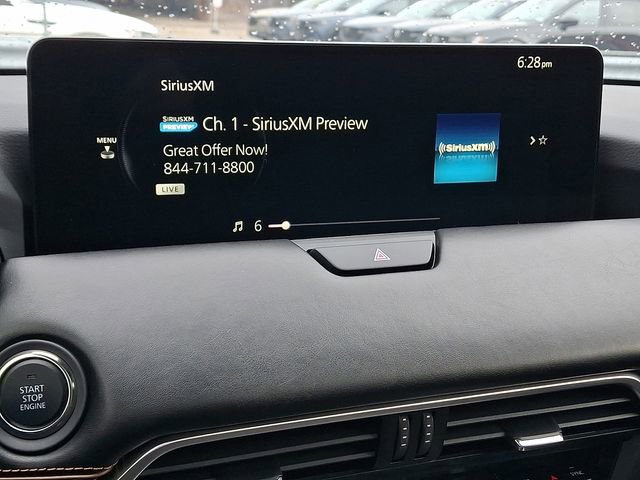 6:28pm
SiriusXM
SIRIUSXM
PREVIEW
Ch. 1 - SiriusXM Preview
MENU
((SiriusXM))
Great Offer Now!
844-711-8800
LIVE
6
START
STOP
ENGINE
SYNC